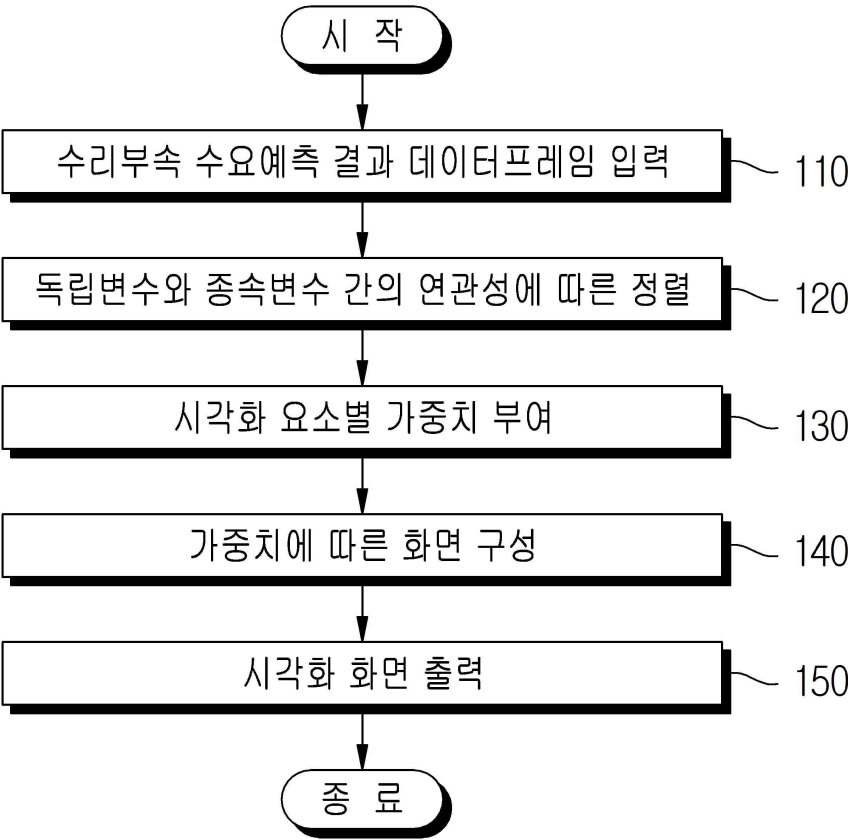 시 작
수리부속 수요예측 결과 데이터프레임 입력 110
독립변수와 종속변수 간의 연관성에 따른 정렬 120
시각화 요소별 가중치 부여 130
가중치에 따른 화면 구성 140
시각화 화면 출력 150
종 료